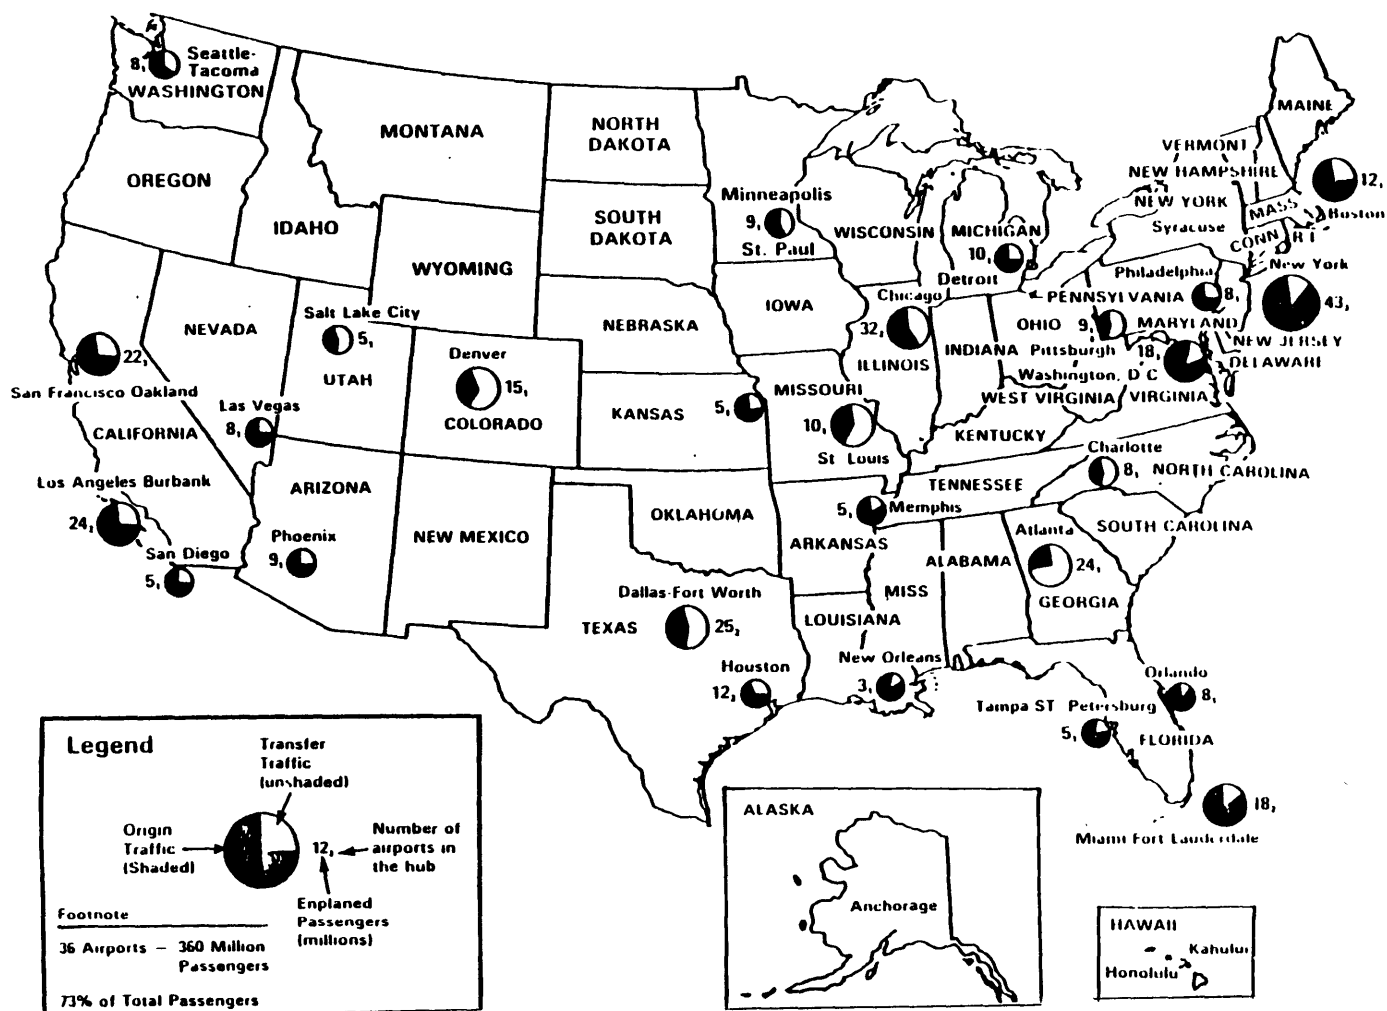 Seattle-
Tacoma
8,
WASHINGTON
MONTANA
NORTH
DAKOTA
MAINE
VERMONT
NEW HAMPSHIRE
OREGON
12,
Boston
MASS
NEW YORK
Syracuse
CONN
R I
Minneapolis
9,
St. Paul
SOUTH
DAKOTA
IDAHO
WISCONSIN
MICHIGAN
10,
Detroit
WYOMING
New York
43,
Philadelphia
8,
PENNSYLVANIA
Chicago
32,
ILLINOIS
IOWA
Salt Lake City
5,
UTAH
NEVADA
NEBRASKA
OHIO
9,
MARYLAND
NEW JERSEY
DELAWARE
INDIANA
Pittsburgh
18,
Washington, D C
Denver
15,
COLORADO
22,
San Francisco Oakland
MISSOURI
WEST VIRGINIA
VIRGINIA
Las Vegas
8,
KANSAS
5,
10,
St Louis
CALIFORNIA
KENTUCKY
Charlotte
8,
NORTH CAROLINA
Los Angeles Burbank
24,
ARIZONA
TENNESSEE
5,
Memphis
OKLAHOMA
SOUTH CAROLINA
San Diego
5,
Phoenix
9,
NEW MEXICO
ARKANSAS
Atlanta
24,
ALABAMA
MISS
GEORGIA
Dallas-Fort Worth
TEXAS
25,
LOUISIANA
Houston
12,
New Orleans
3,
Orlando
8,
Tampa ST Petersburg
5,
FLORIDA
18,
Miami Fort Lauderdale
Legend
Transfer
Traffic
(unshaded)
Origin
Traffic
(Shaded)
12,
Number of
airports in
the hub
Enplaned
Passengers
(millions)
Footnote
36 Airports – 360 Million
Passengers
73% of Total Passengers
ALASKA
Anchorage
HAWAII
Kahului
Honolulu